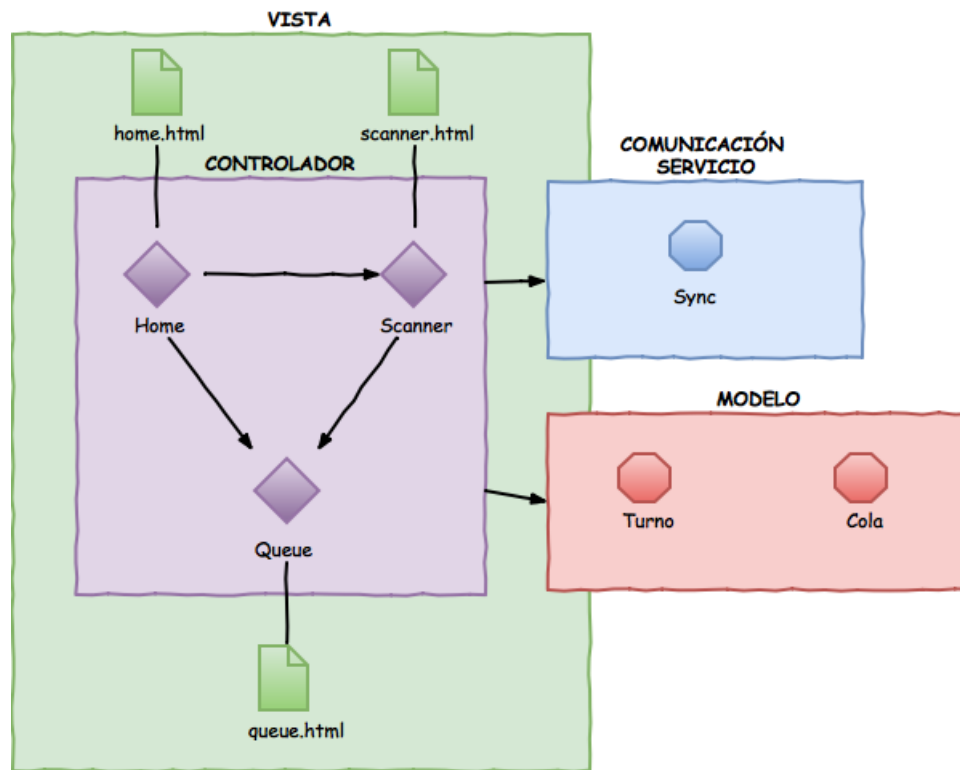 VISTA
home.html
scanner.html
CONTROLADOR
COMUNICACIÓN
SERVICIO
Home
Scanner
Sync
MODELO
Turno
Cola
Queue
queue.html